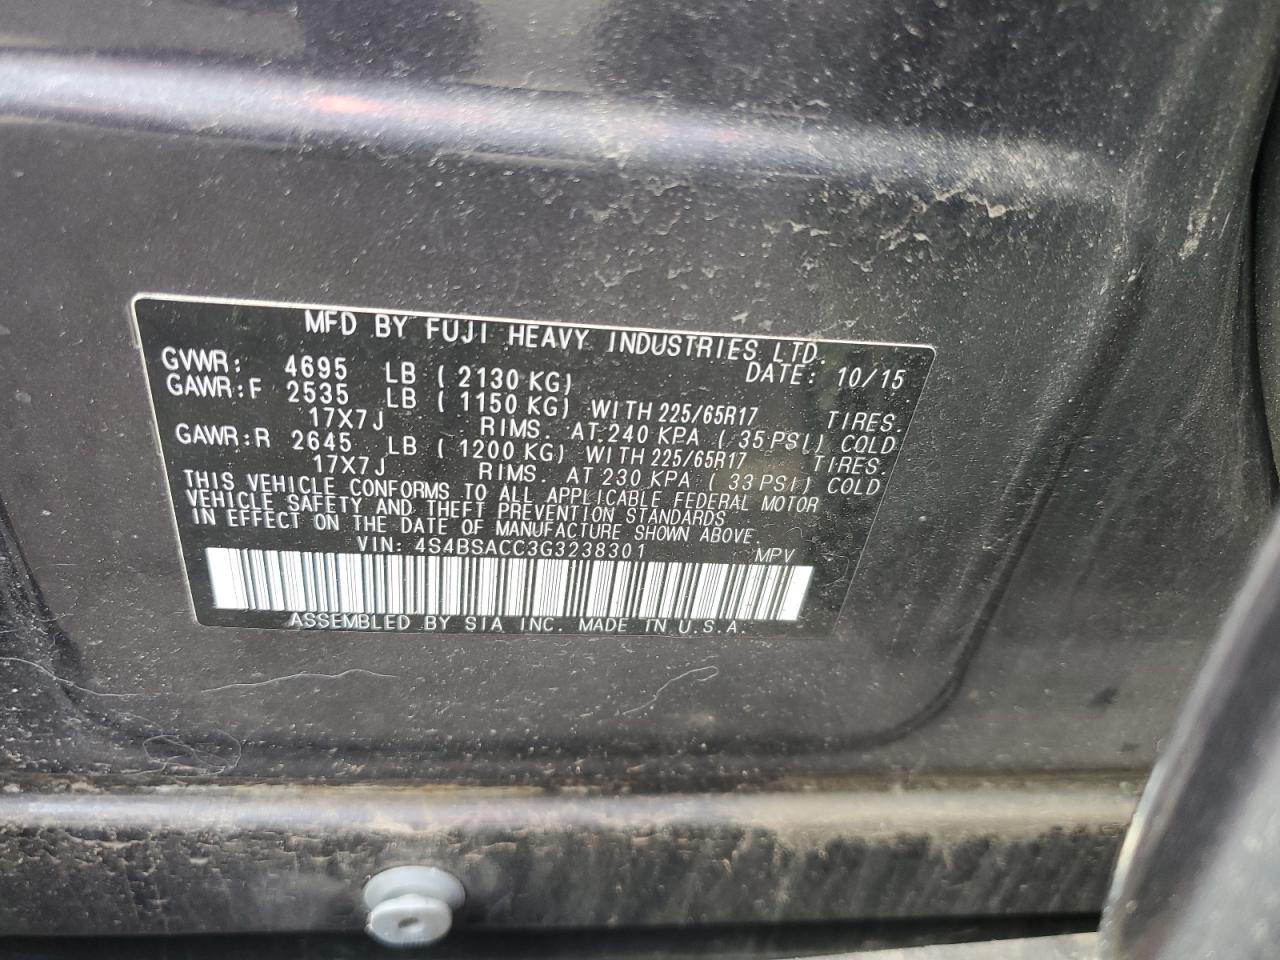 MFD BY FUJI HEAVY INDUSTRIES LTD.
GVWR: 4695 LB ( 2130 KG) DATE: 10/15
GAWR:F 2535 LB ( 1150 KG) WITH 225/65R17 TIRES.
17X7J RIMS. AT 240 KPA ( 35 PSI) COLD
GAWR:R 2645 LB ( 1200 KG) WITH 225/65R17 TIRES.
17X7J RIMS. AT 230 KPA ( 33 PSI) COLD
THIS VEHICLE CONFORMS TO ALL APPLICABLE FEDERAL MOTOR
VEHICLE SAFETY AND THEFT PREVENTION STANDARDS
IN EFFECT ON THE DATE OF MANUFACTURE SHOWN ABOVE.
VIN: 4S4BSACC3G3238301 MPV
ASSEMBLED BY SIA INC. MADE IN U.S.A.